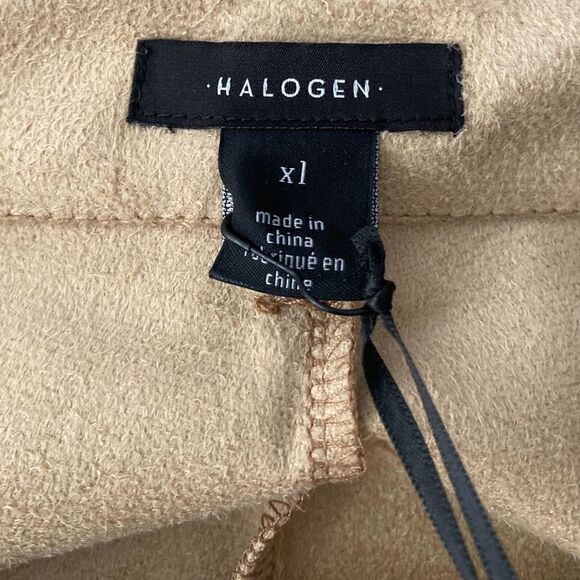 ·HALOGEN·
xl
made in
china
fabriqué en
chine